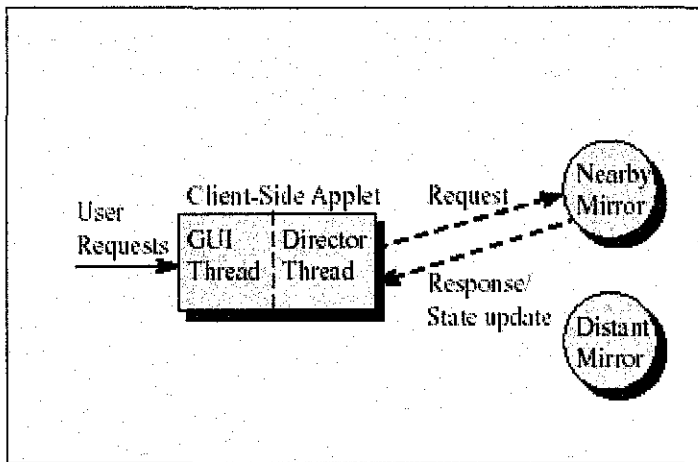 Client-Side Applet
User
Requests
GUI
Thread
Director
Thread
Request
Response/
State update
Nearby
Mirror
Distant
Mirror